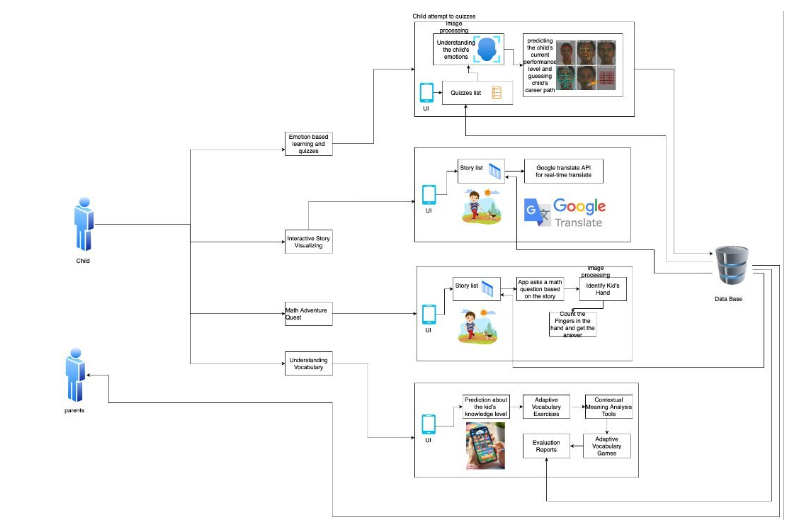 Child attempt to quizzes
Image
processing
Understanding
the child's
emotions
predicting
the child's
current
performance
level and
guessing
child's
career path
UI
Quizzes list
Emotion based
learning and
quizzes
Story list
Google translate API
for real-time translate
UI
Google
Translate
Child
Interactive Story
Visualizing
Data Base
Image
processing
Story list
App asks a math
question based on
the story
Identify Kid's
Hand
UI
Count the
Fingers in the
hand and get the
answer
Math Adventure
Quest
Understanding
Vocabulary
parents
Prediction about
the kid's
knowledge level
Adaptive
Vocabulary
Exercises
Contextual
Meaning Analysis
Tools
UI
Evaluation
Reports
Adaptive
Vocabulary
Games